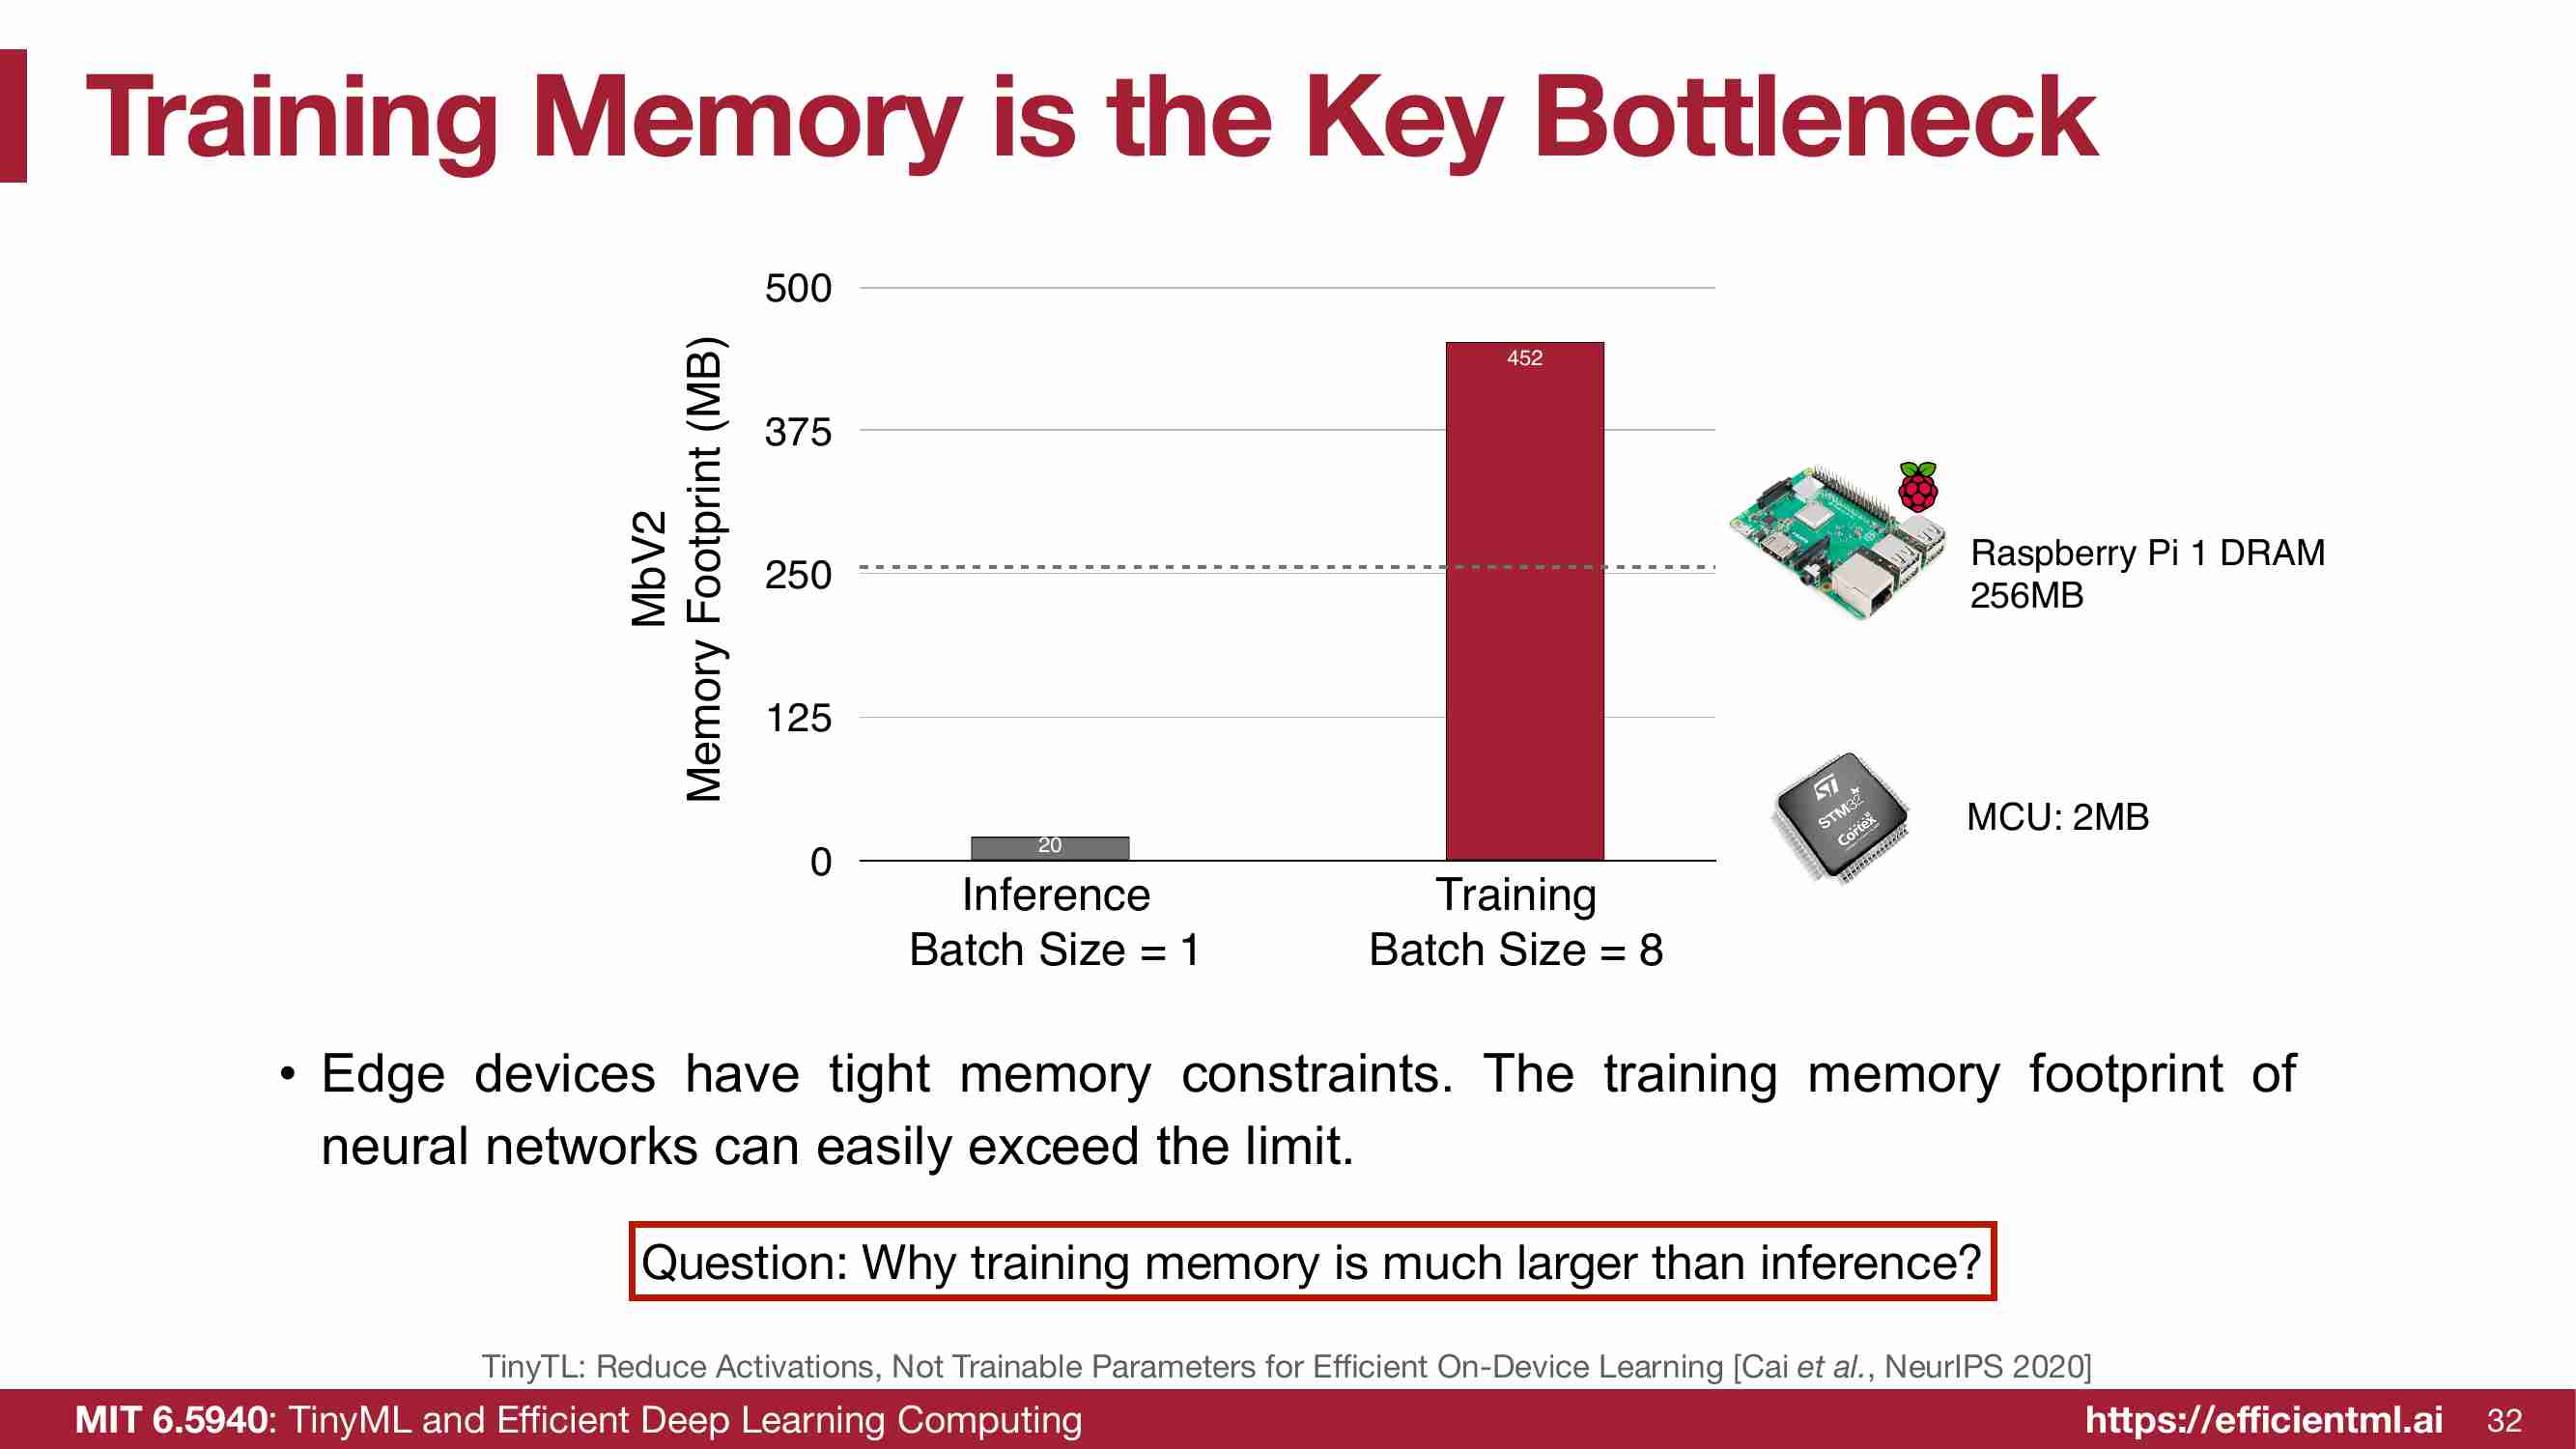 Training Memory is the Key Bottleneck
MbV2
Memory Footprint (MB)
500
375
250
125
0
452
20
Inference
Batch Size = 1
Training
Batch Size = 8
Raspberry Pi 1 DRAM
256MB
ST
STM32
Cortex
MCU: 2MB
• Edge devices have tight memory constraints. The training memory footprint of
neural networks can easily exceed the limit.
Question: Why training memory is much larger than inference?
TinyTL: Reduce Activations, Not Trainable Parameters for Efficient On-Device Learning [Cai et al., NeurIPS 2020]
MIT 6.5940: TinyML and Efficient Deep Learning Computing
https://efficientml.ai
32